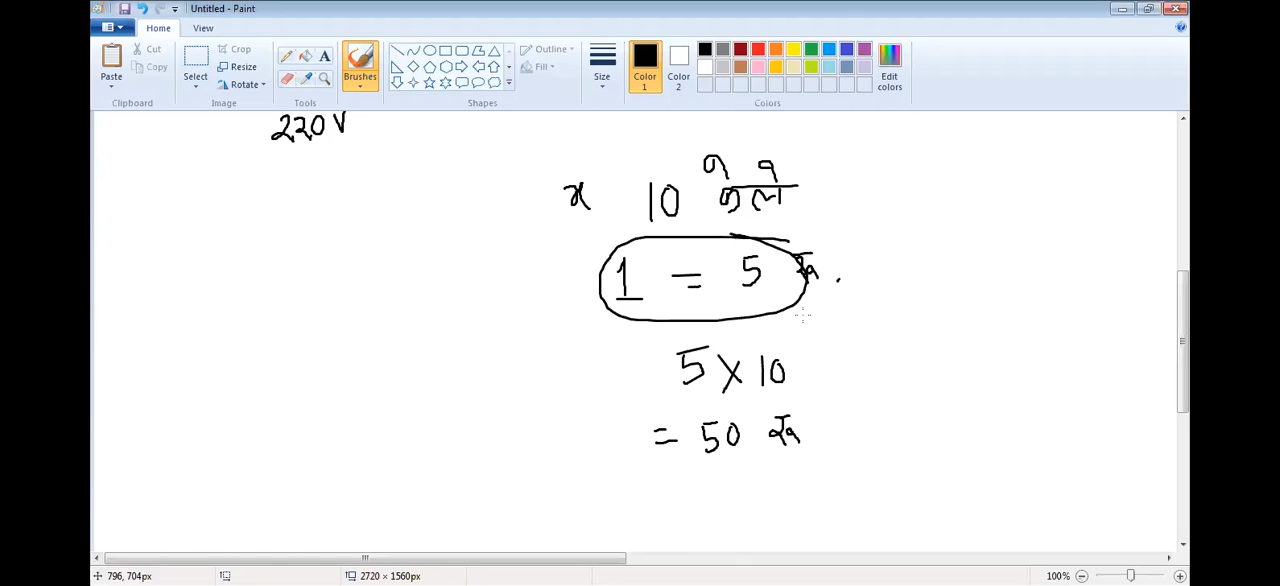 Untitled - Paint
Home View
Paste Cut Copy Clipboard
Select Crop Resize Rotate Image
Tools
Brushes
Shapes Outline Fill
Size
Color 1 Color 2 Edit colors Colors
220V
x 10
1 = 5
5 X 10
= 50
796, 704px 2720 × 1560px 100%